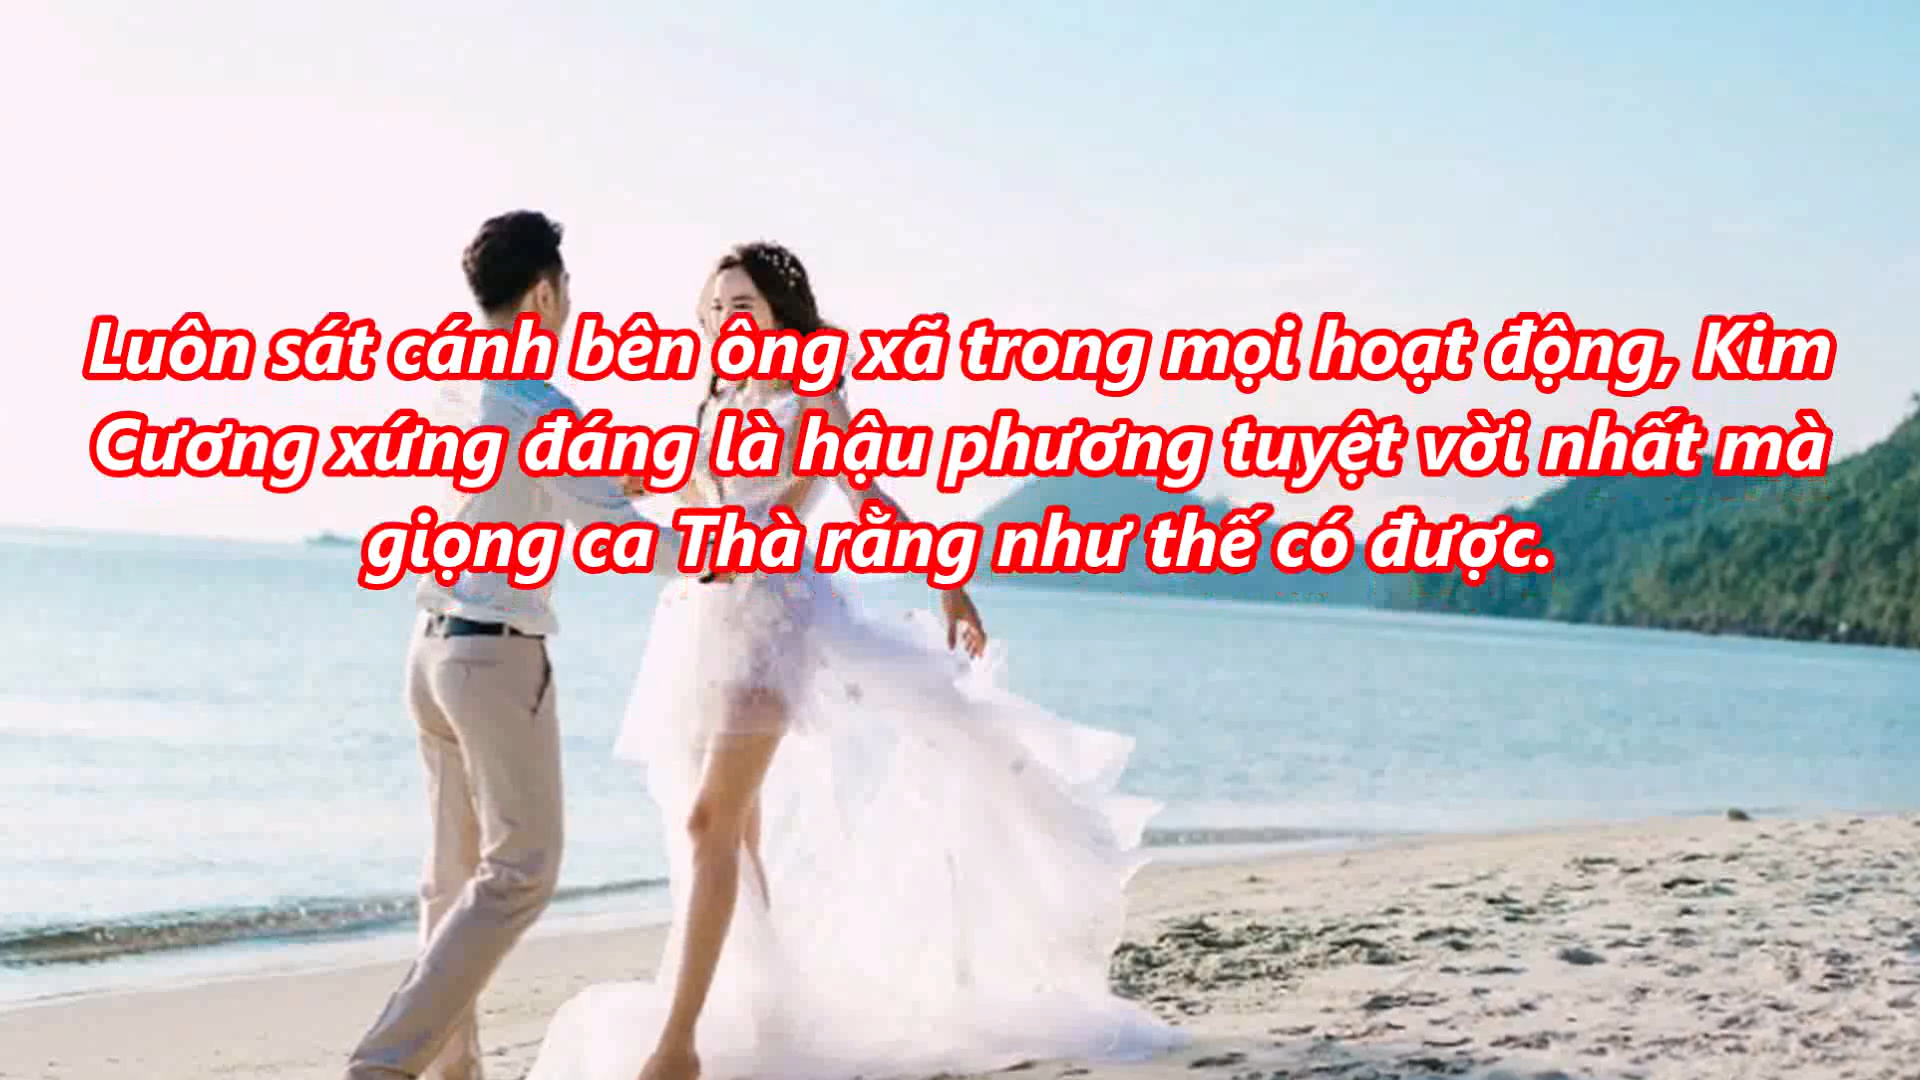 Luôn sát cánh bên ông xã trong mọi hoạt động, Kim
Cương xứng đáng là hậu phương tuyệt vời nhất mà
giọng ca Thà rằng như thế có được.